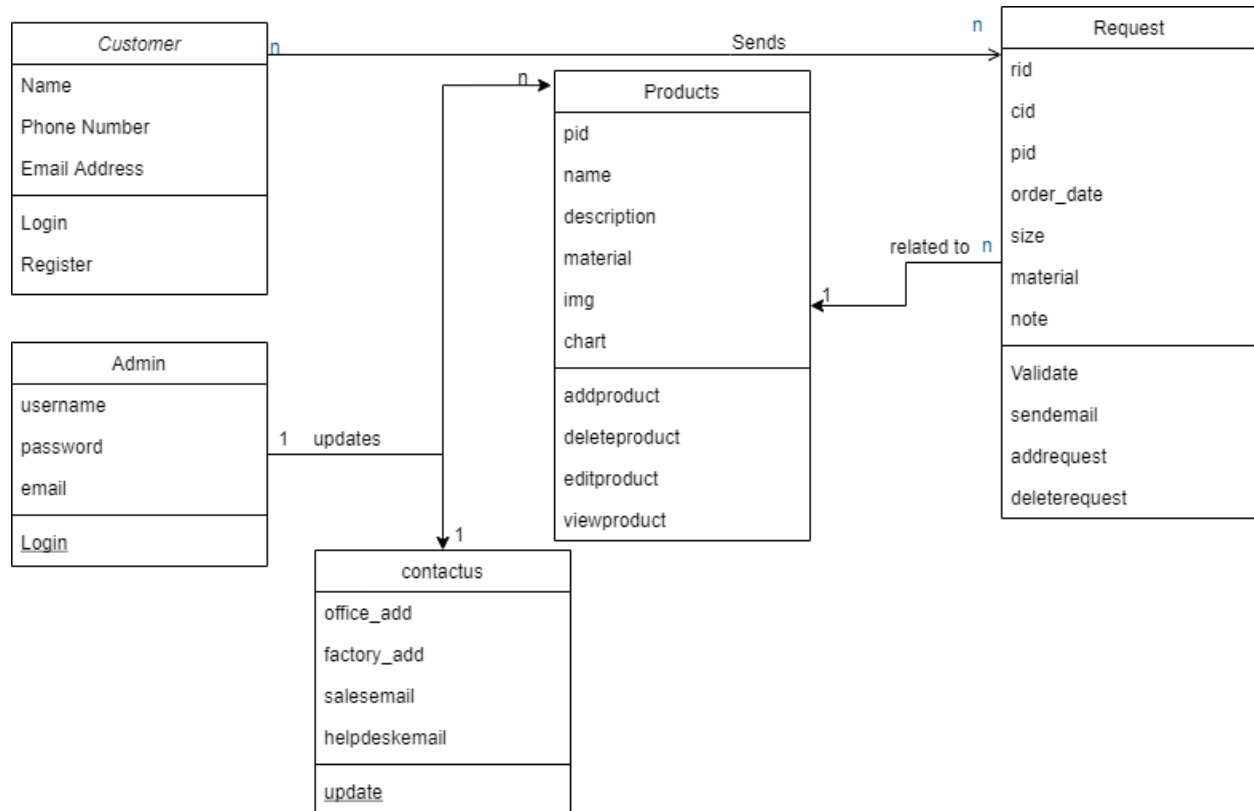 Customer
Name
Phone Number
Email Address
Login
Register
n
Sends
n
Request
rid
cid
pid
order_date
size
material
note
Validate
sendemail
addrequest
deleterequest
n
Products
pid
name
description
material
img
chart
addproduct
deleteproduct
editproduct
viewproduct
related to
n
1
Admin
username
password
email
Login
1
updates
1
contactus
office_add
factory_add
salesemail
helpdeskemail
update